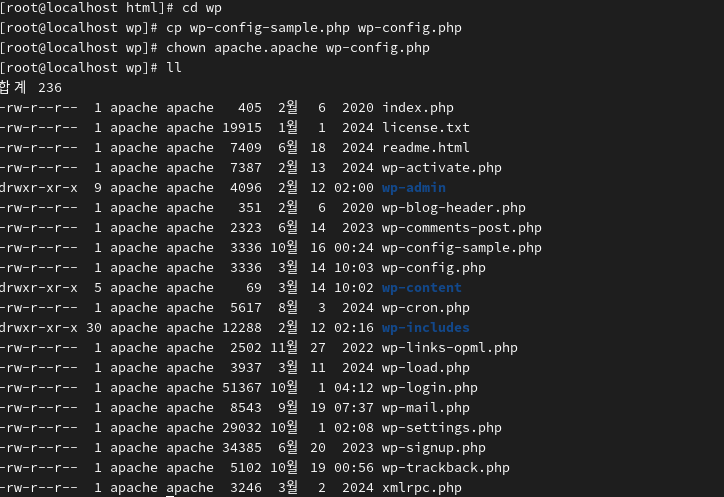 [root@localhost html]# cd wp
[root@localhost wp]# cp wp-config-sample.php wp-config.php
[root@localhost wp]# chown apache.apache wp-config.php
[root@localhost wp]# ll
합계 236
-rw-r--r--  1 apache apache   405  2월  6  2020 index.php
-rw-r--r--  1 apache apache 19915  1월  1  2024 license.txt
-rw-r--r--  1 apache apache  7409  6월 18  2024 readme.html
-rw-r--r--  1 apache apache  7387  2월 13  2024 wp-activate.php
drwxr-xr-x  9 apache apache  4096  2월 12 02:00 wp-admin
-rw-r--r--  1 apache apache   351  2월  6  2020 wp-blog-header.php
-rw-r--r--  1 apache apache  2323  6월 14  2023 wp-comments-post.php
-rw-r--r--  1 apache apache  3336 10월 16 00:24 wp-config-sample.php
-rw-r--r--  1 apache apache  3336  3월 14 10:03 wp-config.php
drwxr-xr-x  5 apache apache    69  3월 14 10:02 wp-content
-rw-r--r--  1 apache apache  5617  8월  3  2024 wp-cron.php
drwxr-xr-x 30 apache apache 12288  2월 12 02:16 wp-includes
-rw-r--r--  1 apache apache  2502 11월 27  2022 wp-links-opml.php
-rw-r--r--  1 apache apache  3937  3월 11  2024 wp-load.php
-rw-r--r--  1 apache apache 51367 10월  1 04:12 wp-login.php
-rw-r--r--  1 apache apache  8543  9월 19 07:37 wp-mail.php
-rw-r--r--  1 apache apache 29032 10월  1 02:08 wp-settings.php
-rw-r--r--  1 apache apache 34385  6월 20  2023 wp-signup.php
-rw-r--r--  1 apache apache  5102 10월 19 00:56 wp-trackback.php
-rw-r--r--  1 apache apache  3246  3월  2  2024 xmlrpc.php